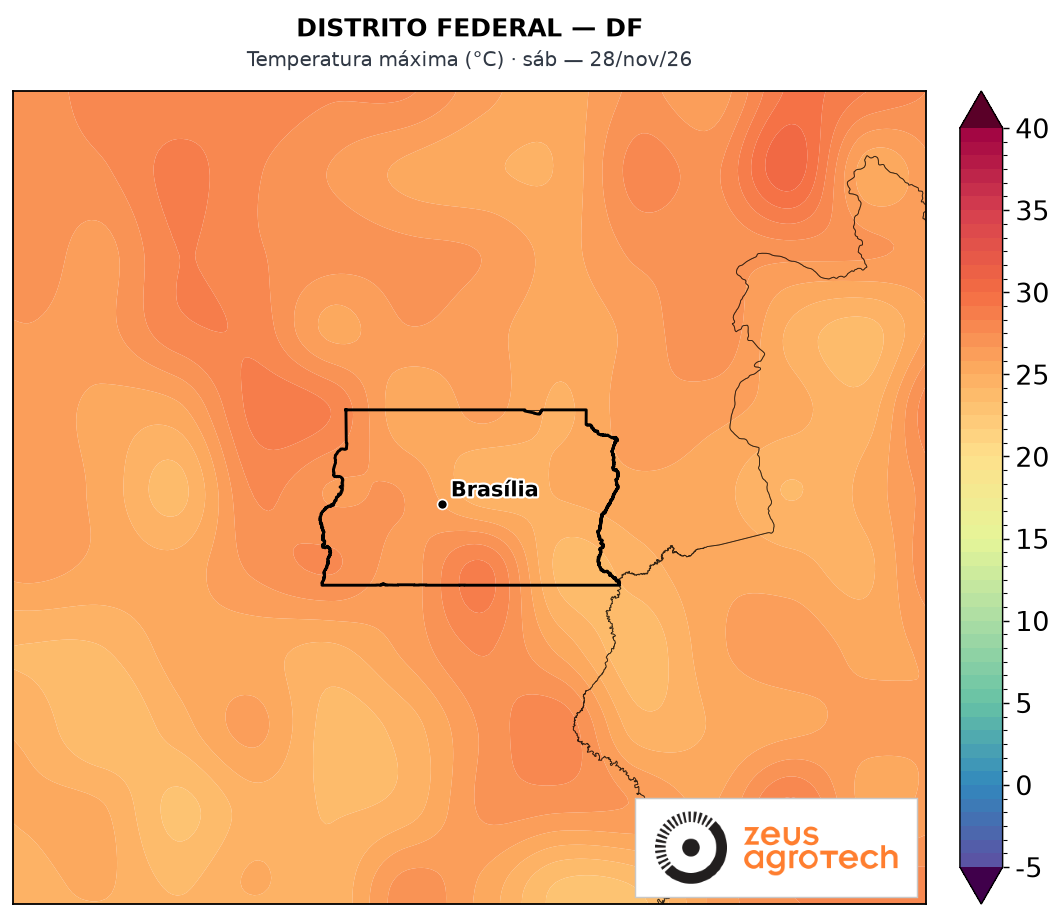 DISTRITO FEDERAL — DF
Temperatura máxima (°C) · sáb — 28/nov/26
40
35
30
25
20
15
10
5
0
-5
Brasília
zeus
agrotech